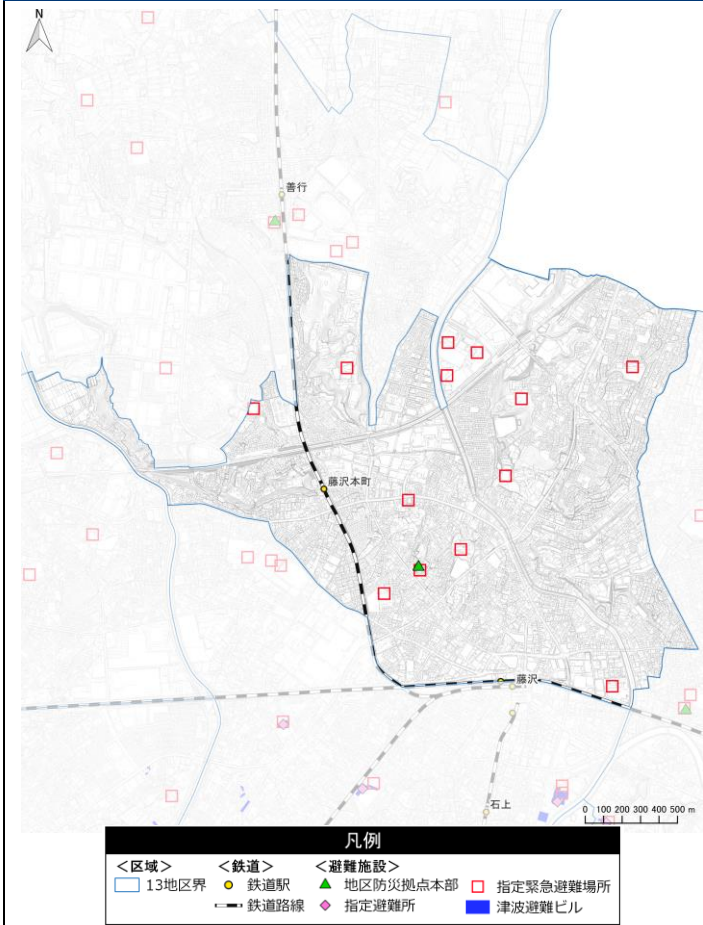 N
善行
藤沢本町
藤沢
石上
0 100 200 300 400 500 m
凡例
＜区域＞ ＜鉄道＞ ＜避難施設＞
13地区界 鉄道駅 地区防災拠点本部 指定緊急避難場所
鉄道路線 指定避難所 津波避難ビル